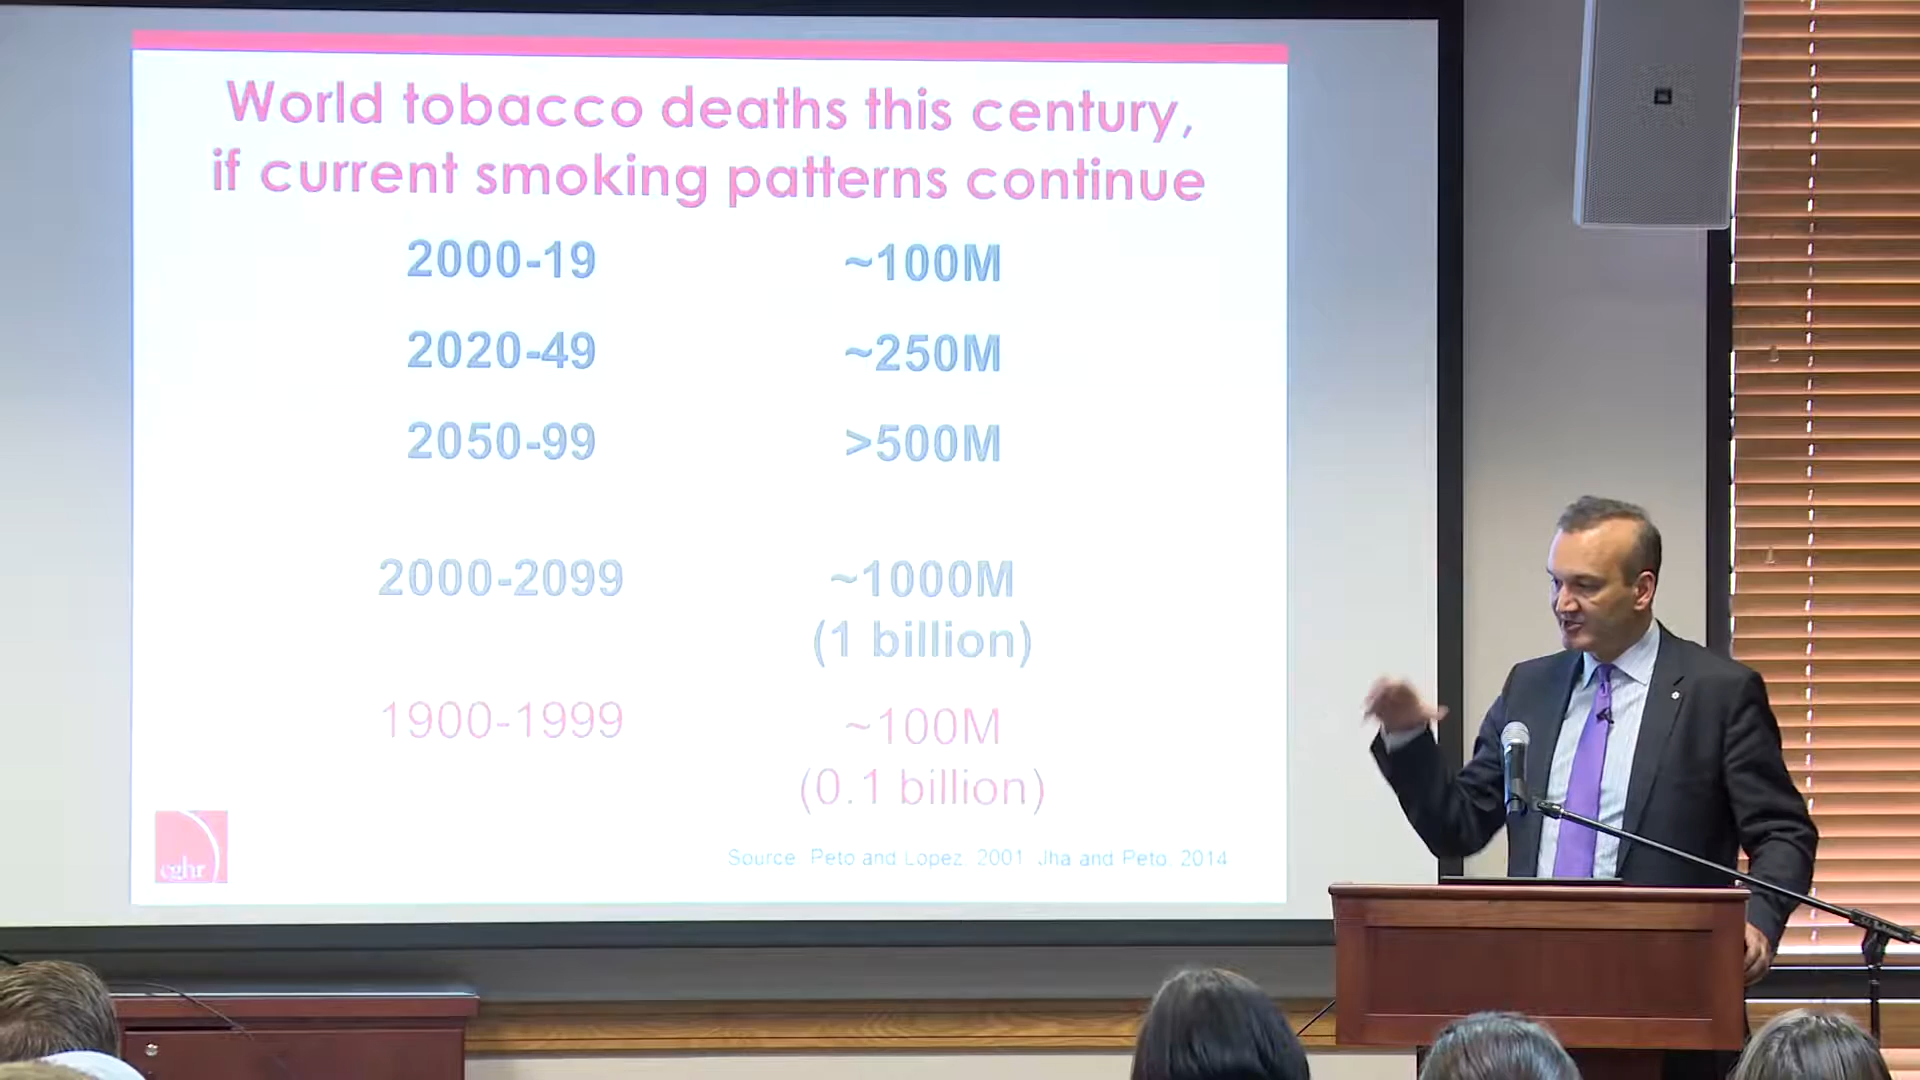 World tobacco deaths this century,
if current smoking patterns continue
2000-19 ~100M
2020-49 ~250M
2050-99 >500M
2000-2099 ~1000M
(1 billion)
1900-1999 ~100M
(0.1 billion)
cghr
Source: Peto and Lopez, 2001, Jha and Peto, 2014